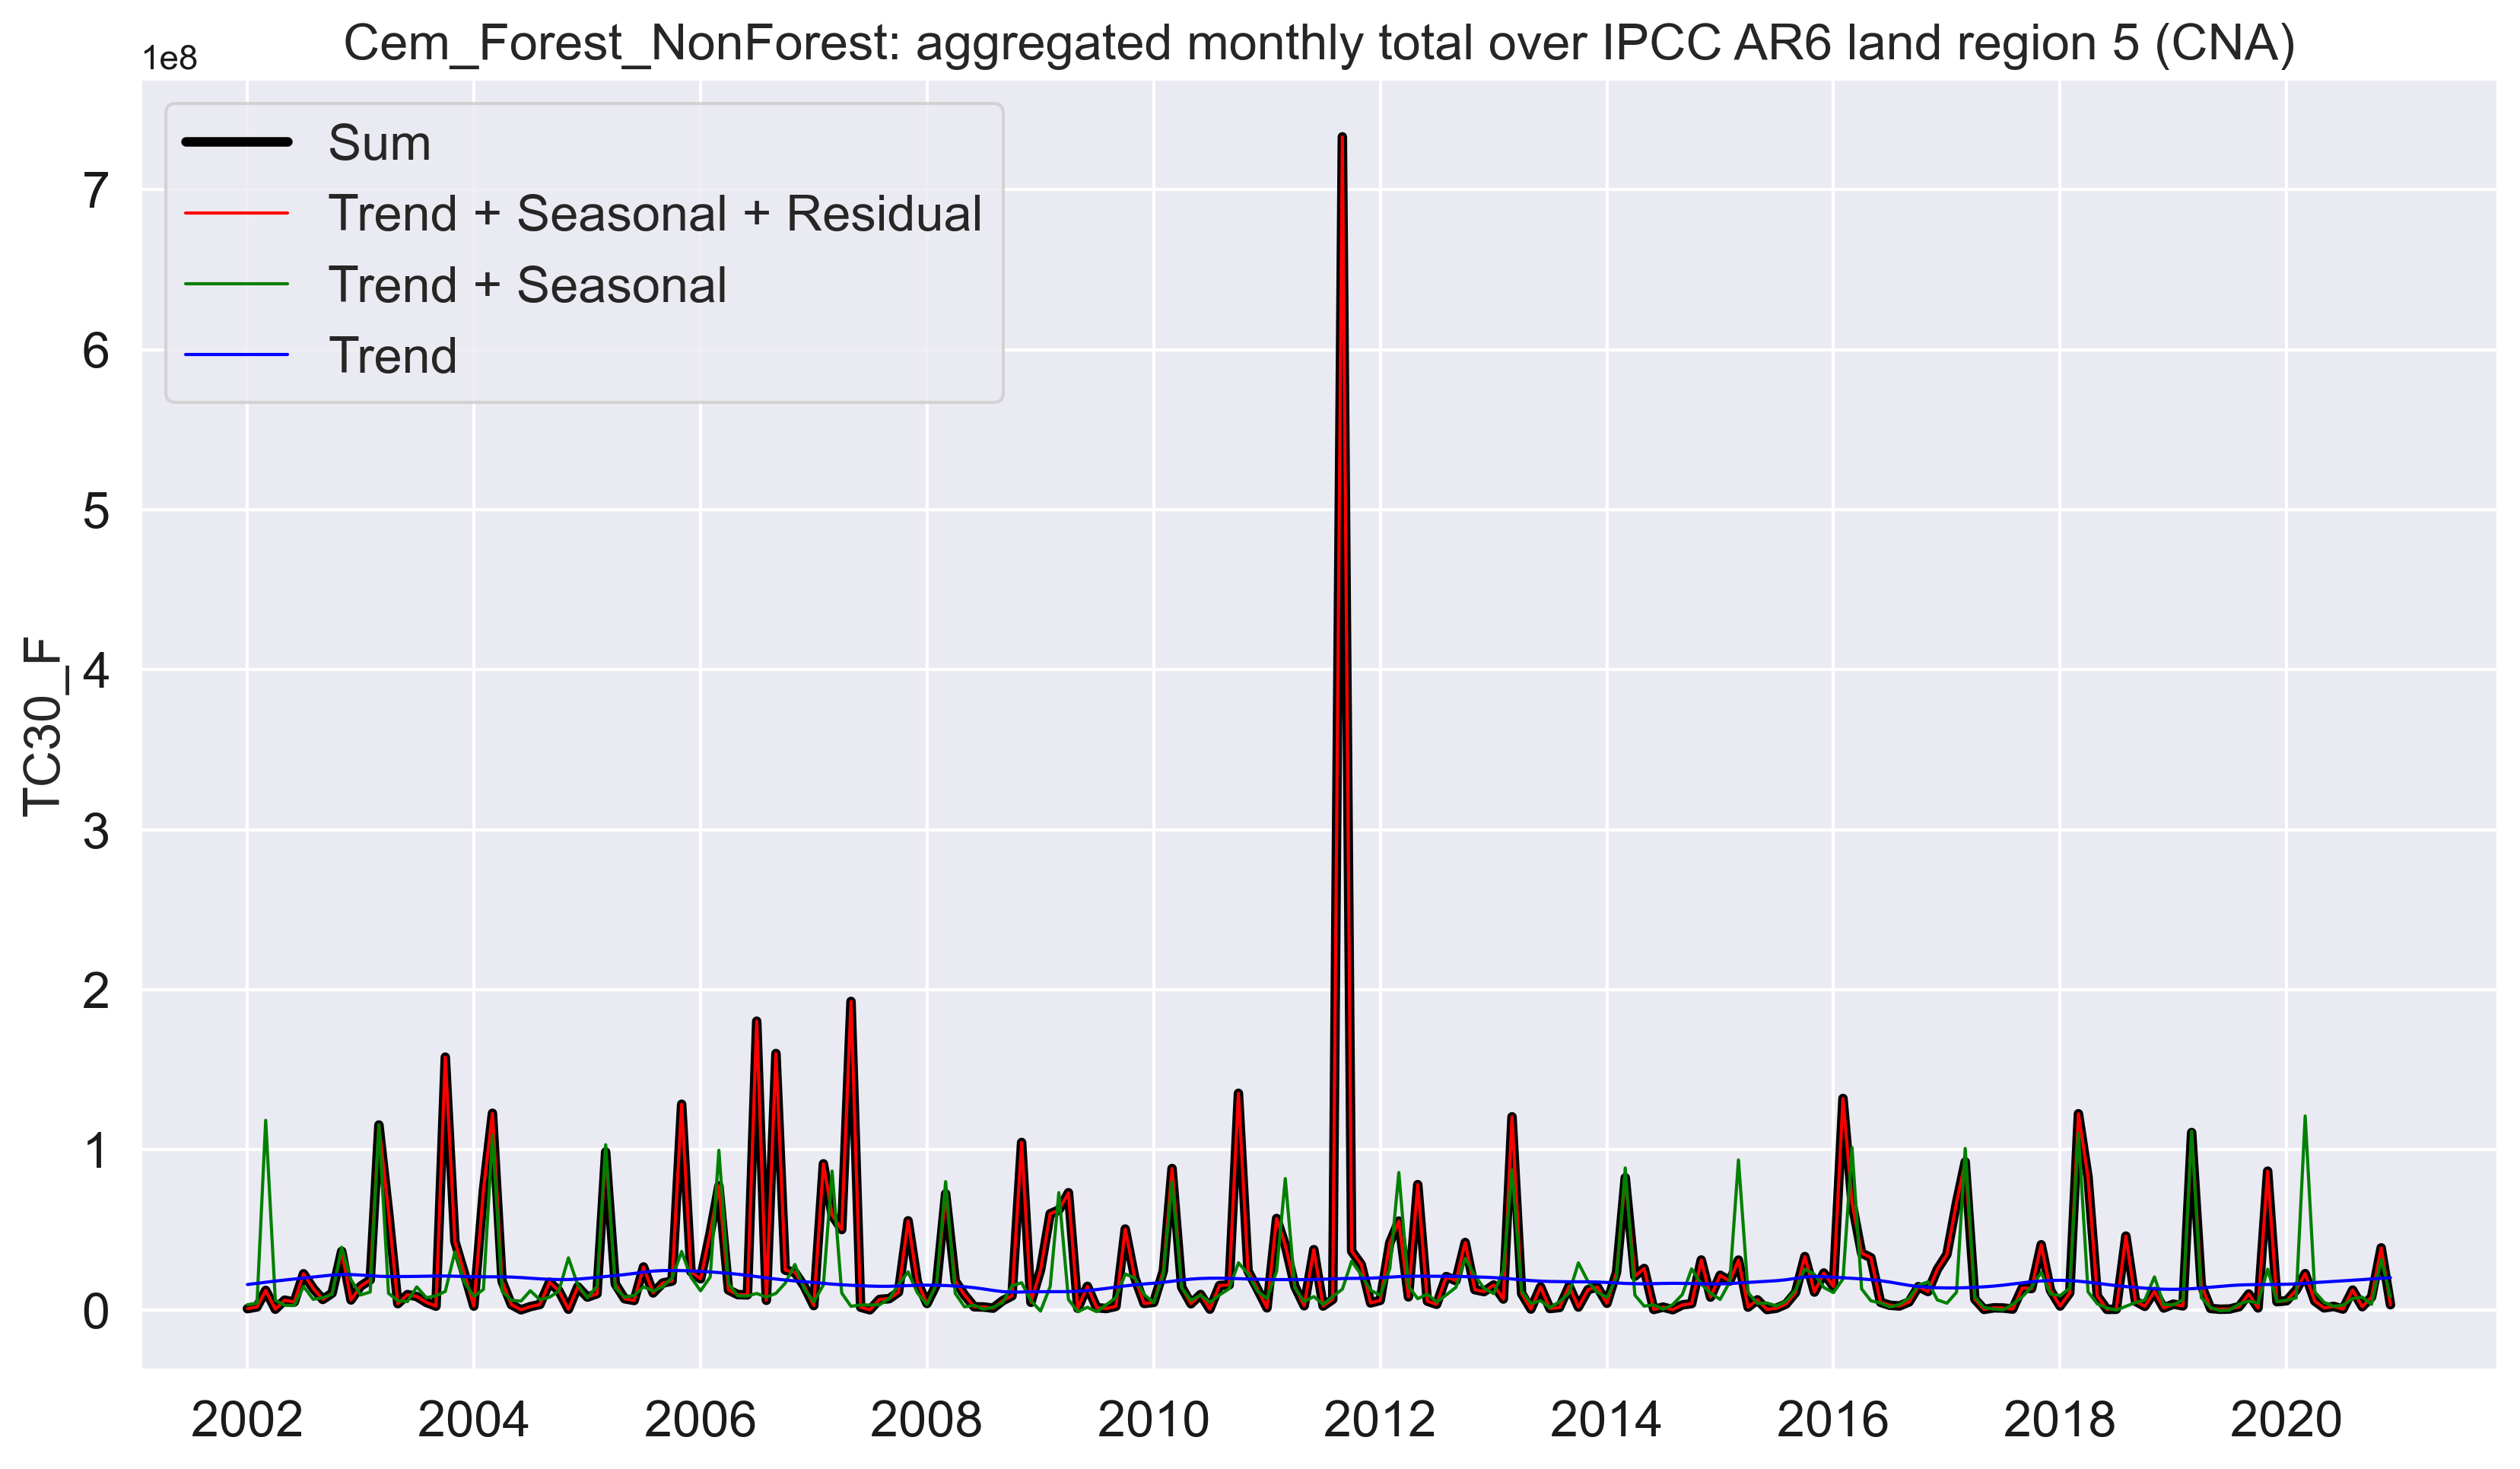 Cem_Forest_NonForest: aggregated monthly total over IPCC AR6 land region 5 (CNA)
1e8
Sum
Trend + Seasonal + Residual
Trend + Seasonal
Trend
7
6
5
4
3
2
1
0
TC30_F
2002 2004 2006 2008 2010 2012 2014 2016 2018 2020